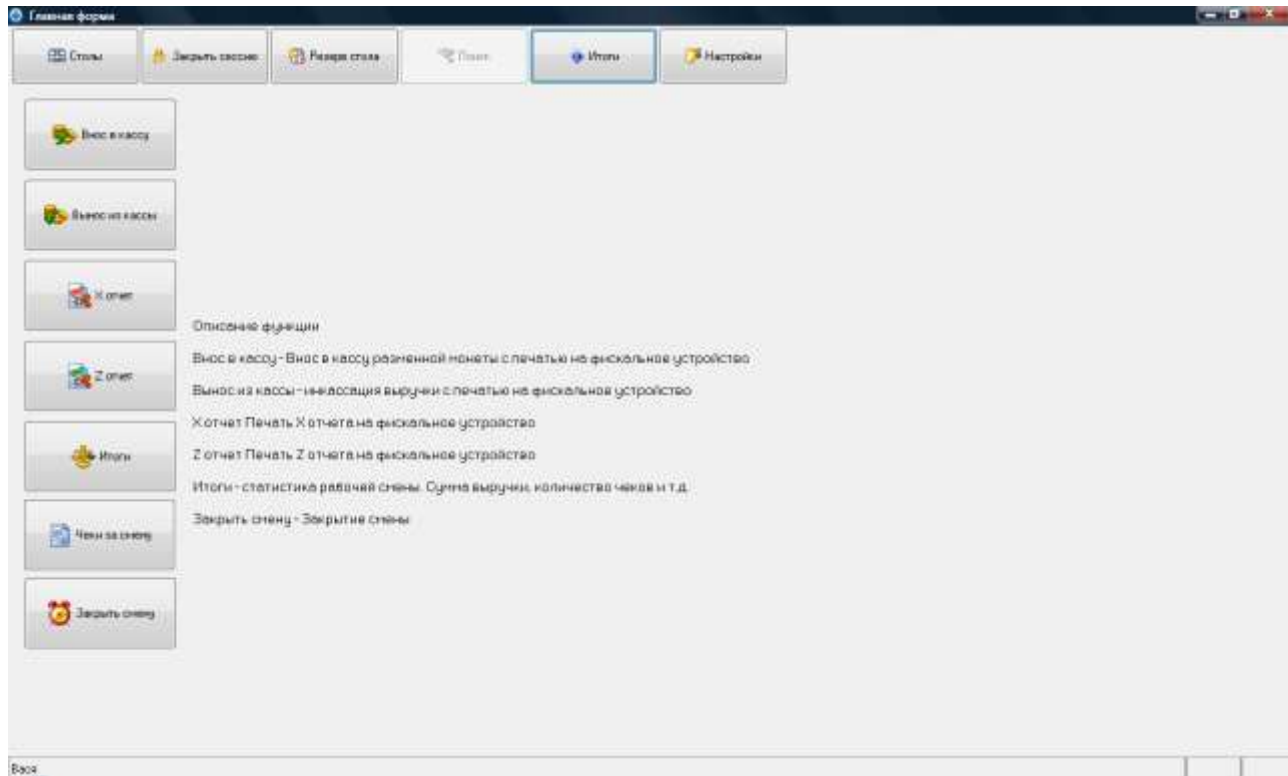 Главная форма
Столы
Закрыть сессию
Резерв стола
Поиск
Итоги
Настройки
Внос в кассу
Вынос из кассы
X отчет
Z отчет
Итоги
Чеки за смену
Закрыть смену
Описание функции
Внос в кассу - Внос в кассу разменной монеты с печатью на фискальное устройство
Вынос из кассы - инкассация выручки с печатью на фискальное устройство
X отчет Печать X отчета на фискальное устройство
Z отчет Печать Z отчета на фискальное устройство
Итоги - статистика рабочей смены. Сумма выручки, количество чеков и т.д.
Закрыть смену - Закрытие смены
Вася